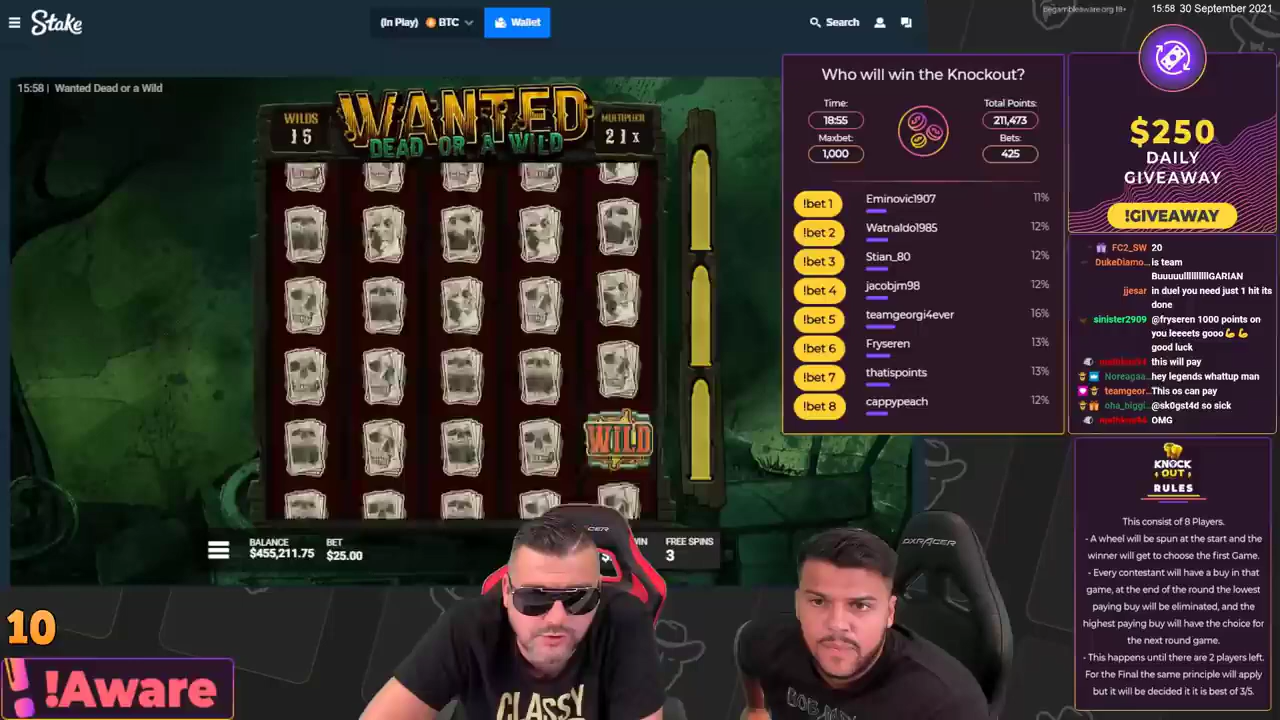 Stake
(In Play) BTC
Wallet
Search
begambleaware.org 18+
15:58 30 September 2021
15:58 | Wanted Dead or a Wild
WILDS
15
WANTED
DEAD OR A WILD
MULTIPLIER
21x
WILD
BALANCE
$455,211.75
BET
$25.00
FREE SPINS
3
Who will win the Knockout?
Time:
18:55
Maxbet:
1,000
Total Points:
211,473
Bets:
425
!bet 1 Eminovic1907 11%
!bet 2 Watnaldo1985 12%
!bet 3 Stian_80 12%
!bet 4 jacobjm98 12%
!bet 5 teamgeorgi4ever 16%
!bet 6 Fryseren 13%
!bet 7 thatispoints 13%
!bet 8 cappypeach 12%
$250
DAILY
GIVEAWAY
!GIVEAWAY
FC2_SW 20
DukeDiamo... is team
BuuuuullllllllllGARIAN
jjesar in duel you need just 1 hit its
done
sinister2909 @fryseren 1000 points on
you leeeets gooo
good luck
this will pay
Noreagaa... hey legends whattup man
teamgeor... This os can pay
oha_biggi... @sk0gst4d so sick
OMG
KNOCK
OUT
RULES
This consist of 8 Players.
- A wheel will be spun at the start and the
winner will get to choose the first Game.
- Every contestant will have a buy in that
game, at the end of the round the lowest
paying buy will be eliminated, and the
highest paying buy will have the choice for
the next round game.
- This happens until there are 2 players left.
For the Final the same principle will apply
but it will be decided it it is best of 3/5.
10
!Aware
DXRACER
CLASSY